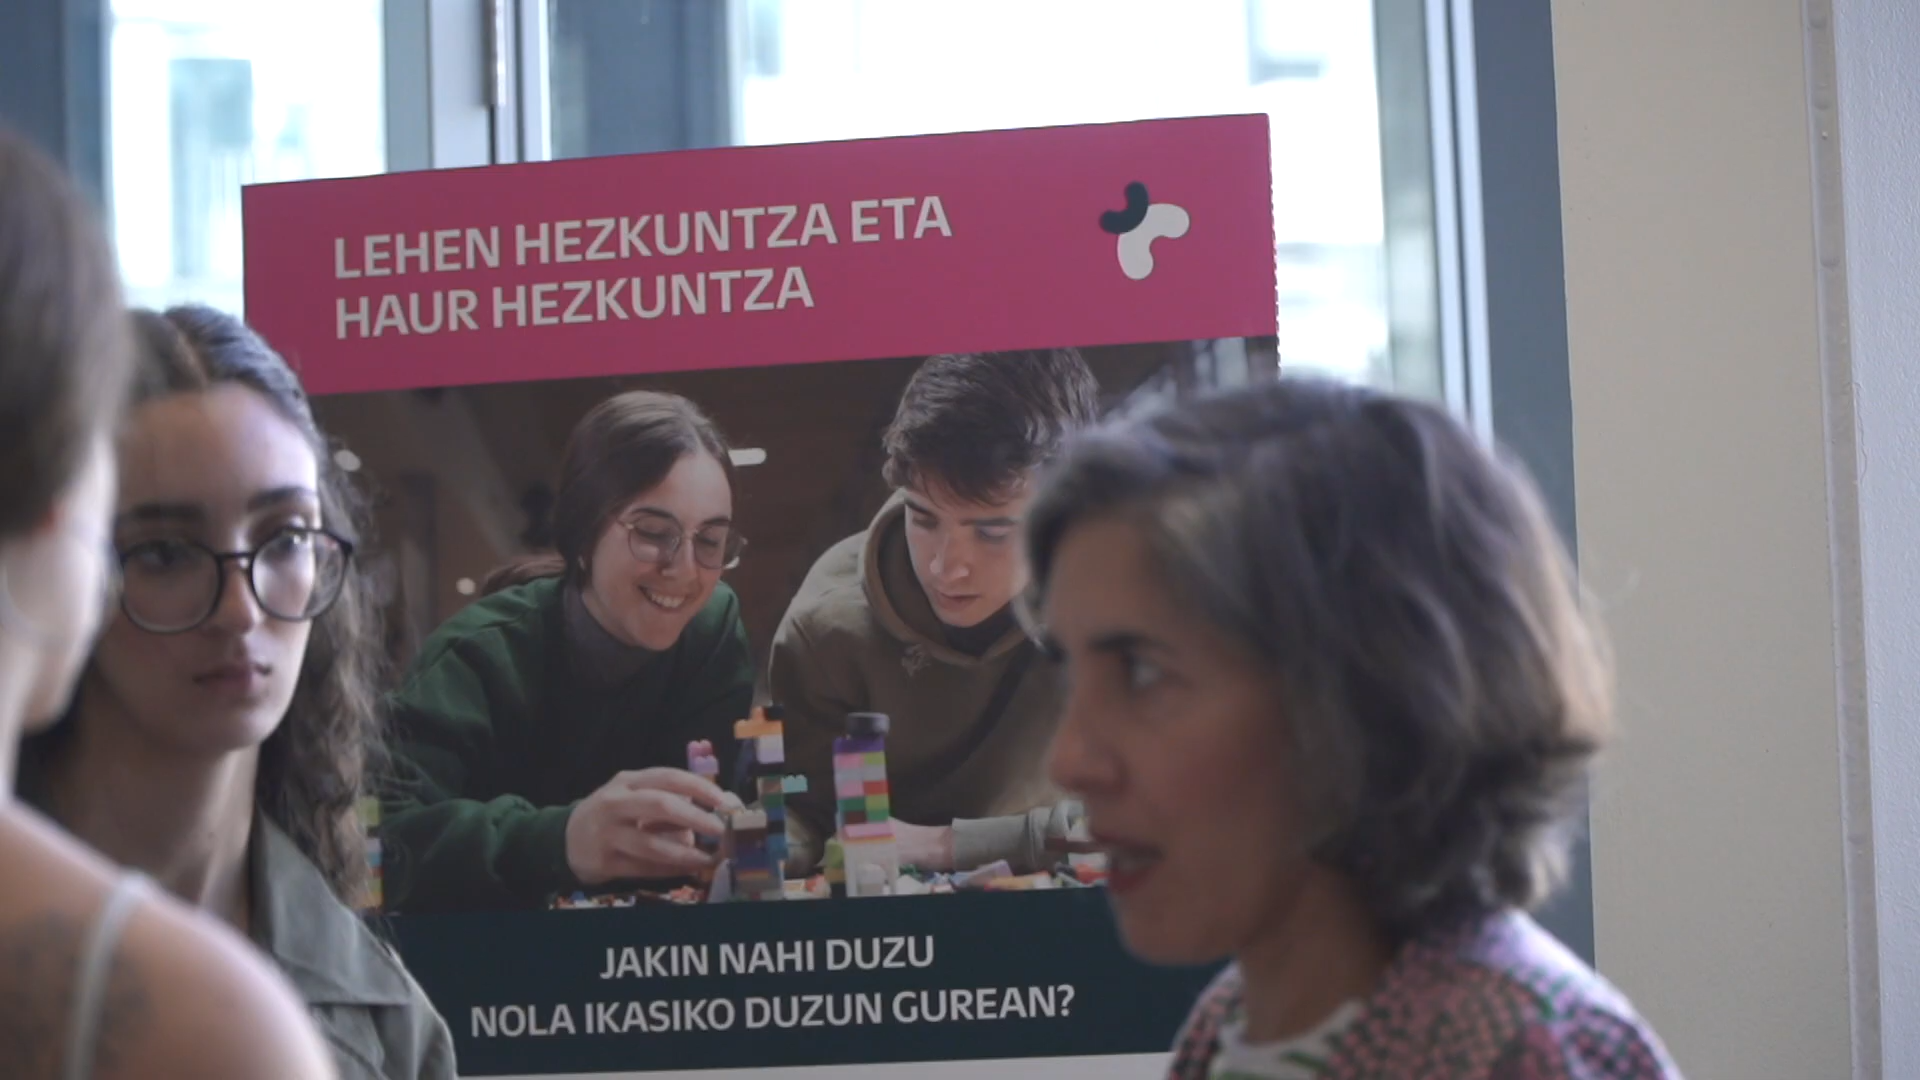 LEHEN HEZKUNTZA ETA
HAUR HEZKUNTZA
JAKIN NAHI DUZU
NOLA IKASIKO DUZUN GUREAN?